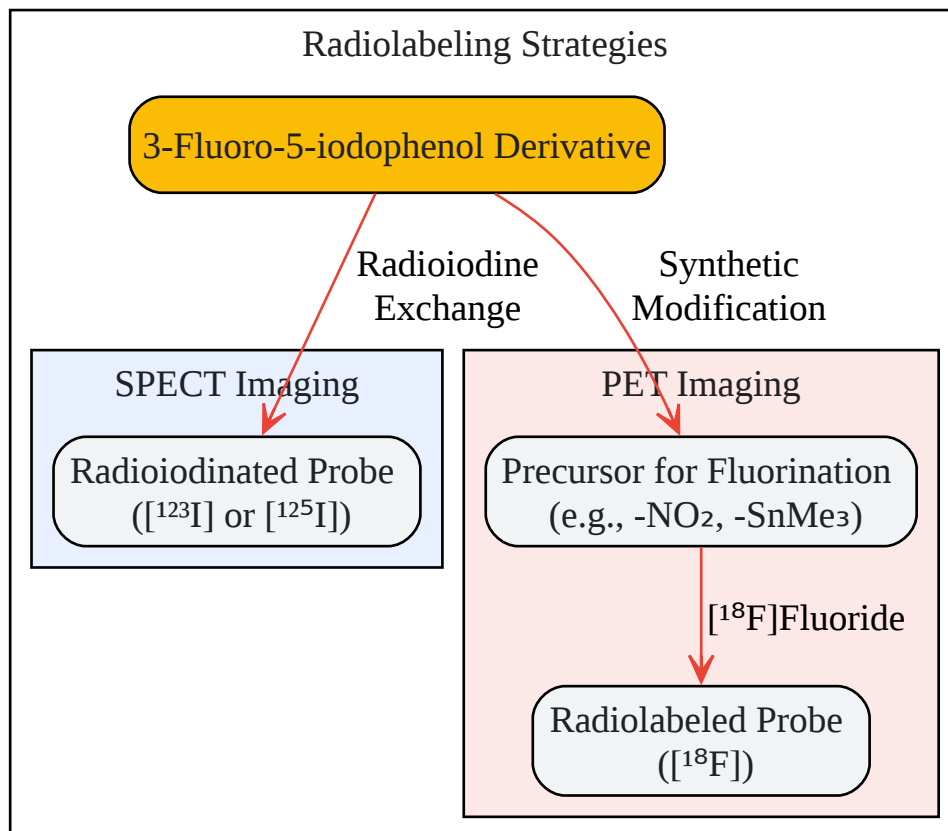 Radiolabeling Strategies
3-Fluoro-5-iodophenol Derivative
Radioiodine
Exchange
Synthetic
Modification
SPECT Imaging
Radioiodinated Probe
([¹²³I] or [¹²⁵I])
PET Imaging
Precursor for Fluorination
(e.g., -NO₂, -SnMe₃)
[¹⁸F]Fluoride
Radiolabeled Probe
([¹⁸F])